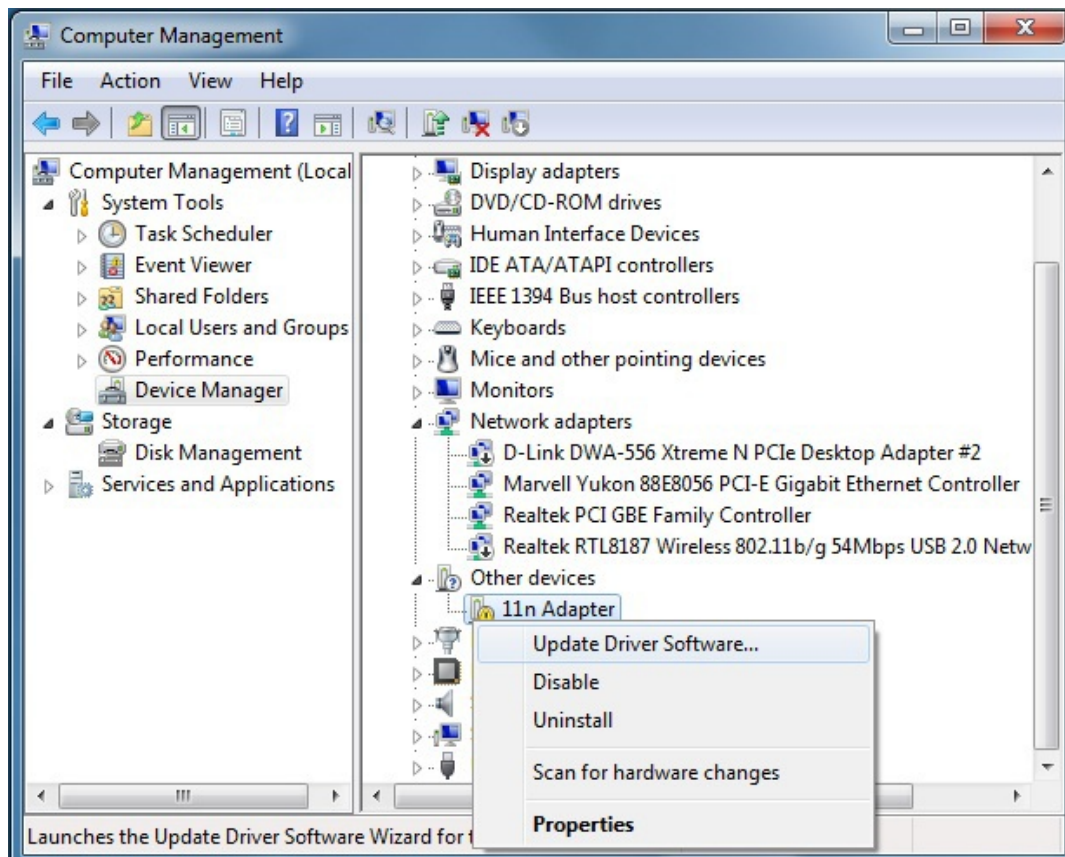 Computer Management
File Action View Help
Computer Management (Local
System Tools
Task Scheduler
Event Viewer
Shared Folders
Local Users and Groups
Performance
Device Manager
Storage
Disk Management
Services and Applications
Display adapters
DVD/CD-ROM drives
Human Interface Devices
IDE ATA/ATAPI controllers
IEEE 1394 Bus host controllers
Keyboards
Mice and other pointing devices
Monitors
Network adapters
D-Link DWA-556 Xtreme N PCIe Desktop Adapter #2
Marvell Yukon 88E8056 PCI-E Gigabit Ethernet Controller
Realtek PCI GBE Family Controller
Realtek RTL8187 Wireless 802.11b/g 54Mbps USB 2.0 Netw
Other devices
11n Adapter
Update Driver Software...
Disable
Uninstall
Scan for hardware changes
Properties
Launches the Update Driver Software Wizard for